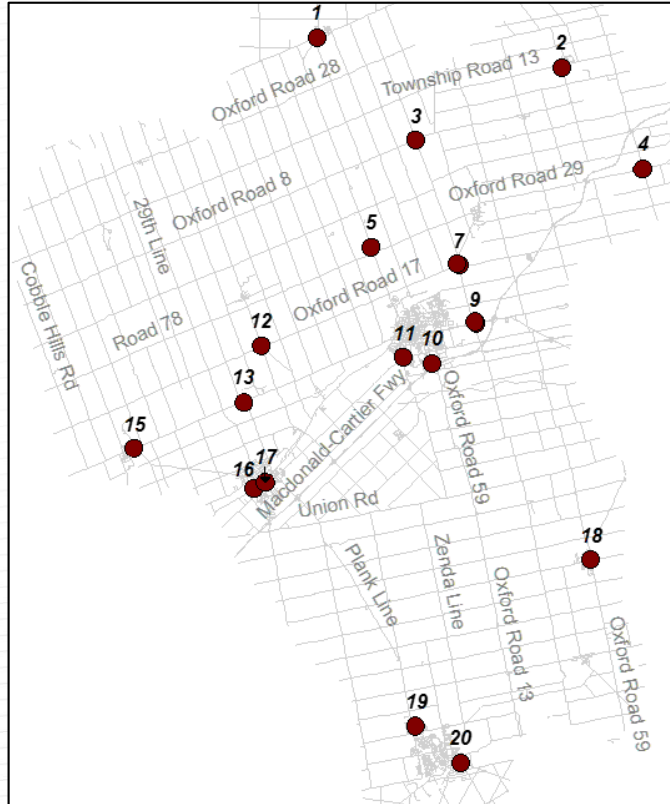 1
2
Oxford Road 28
Township Road 13
3
4
Oxford Road 29
Oxford Road 8
29th Line
5
7
Cobble Hills Rd
Oxford Road 17
9
Road 78
12
11
10
13
Macdonald-Cartier Fwy
Oxford Road 59
15
17
16
Union Rd
18
Plank Line
Zenda Line
Oxford Road 13
Oxford Road 59
19
20